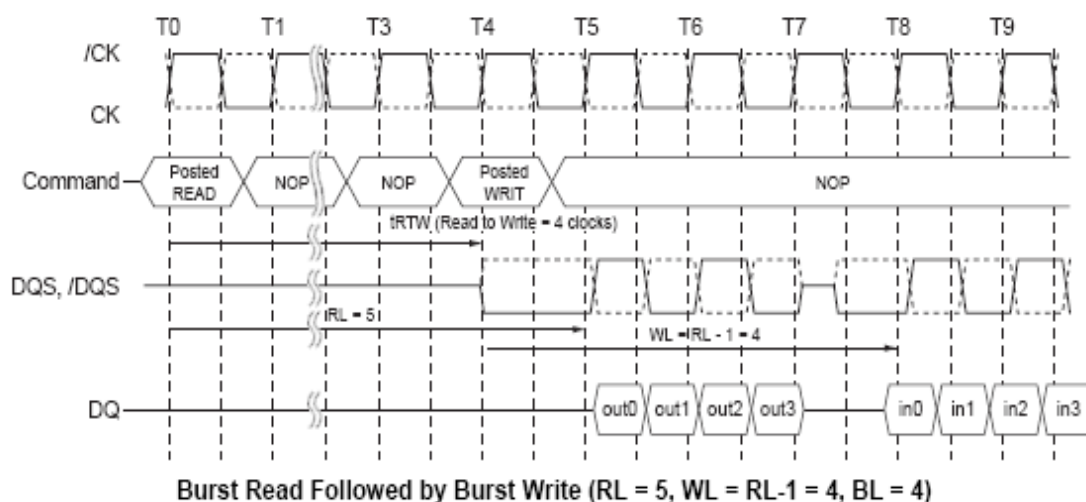 T0 T1 T3 T4 T5 T6 T7 T8 T9
/CK
CK
Command
Posted READ
NOP
NOP
Posted WRIT
NOP
tRTW (Read to Write = 4 clocks)
DQS, /DQS
RL = 5
WL = RL - 1 = 4
DQ
out0 out1 out2 out3 in0 in1 in2 in3
Burst Read Followed by Burst Write (RL = 5, WL = RL-1 = 4, BL = 4)